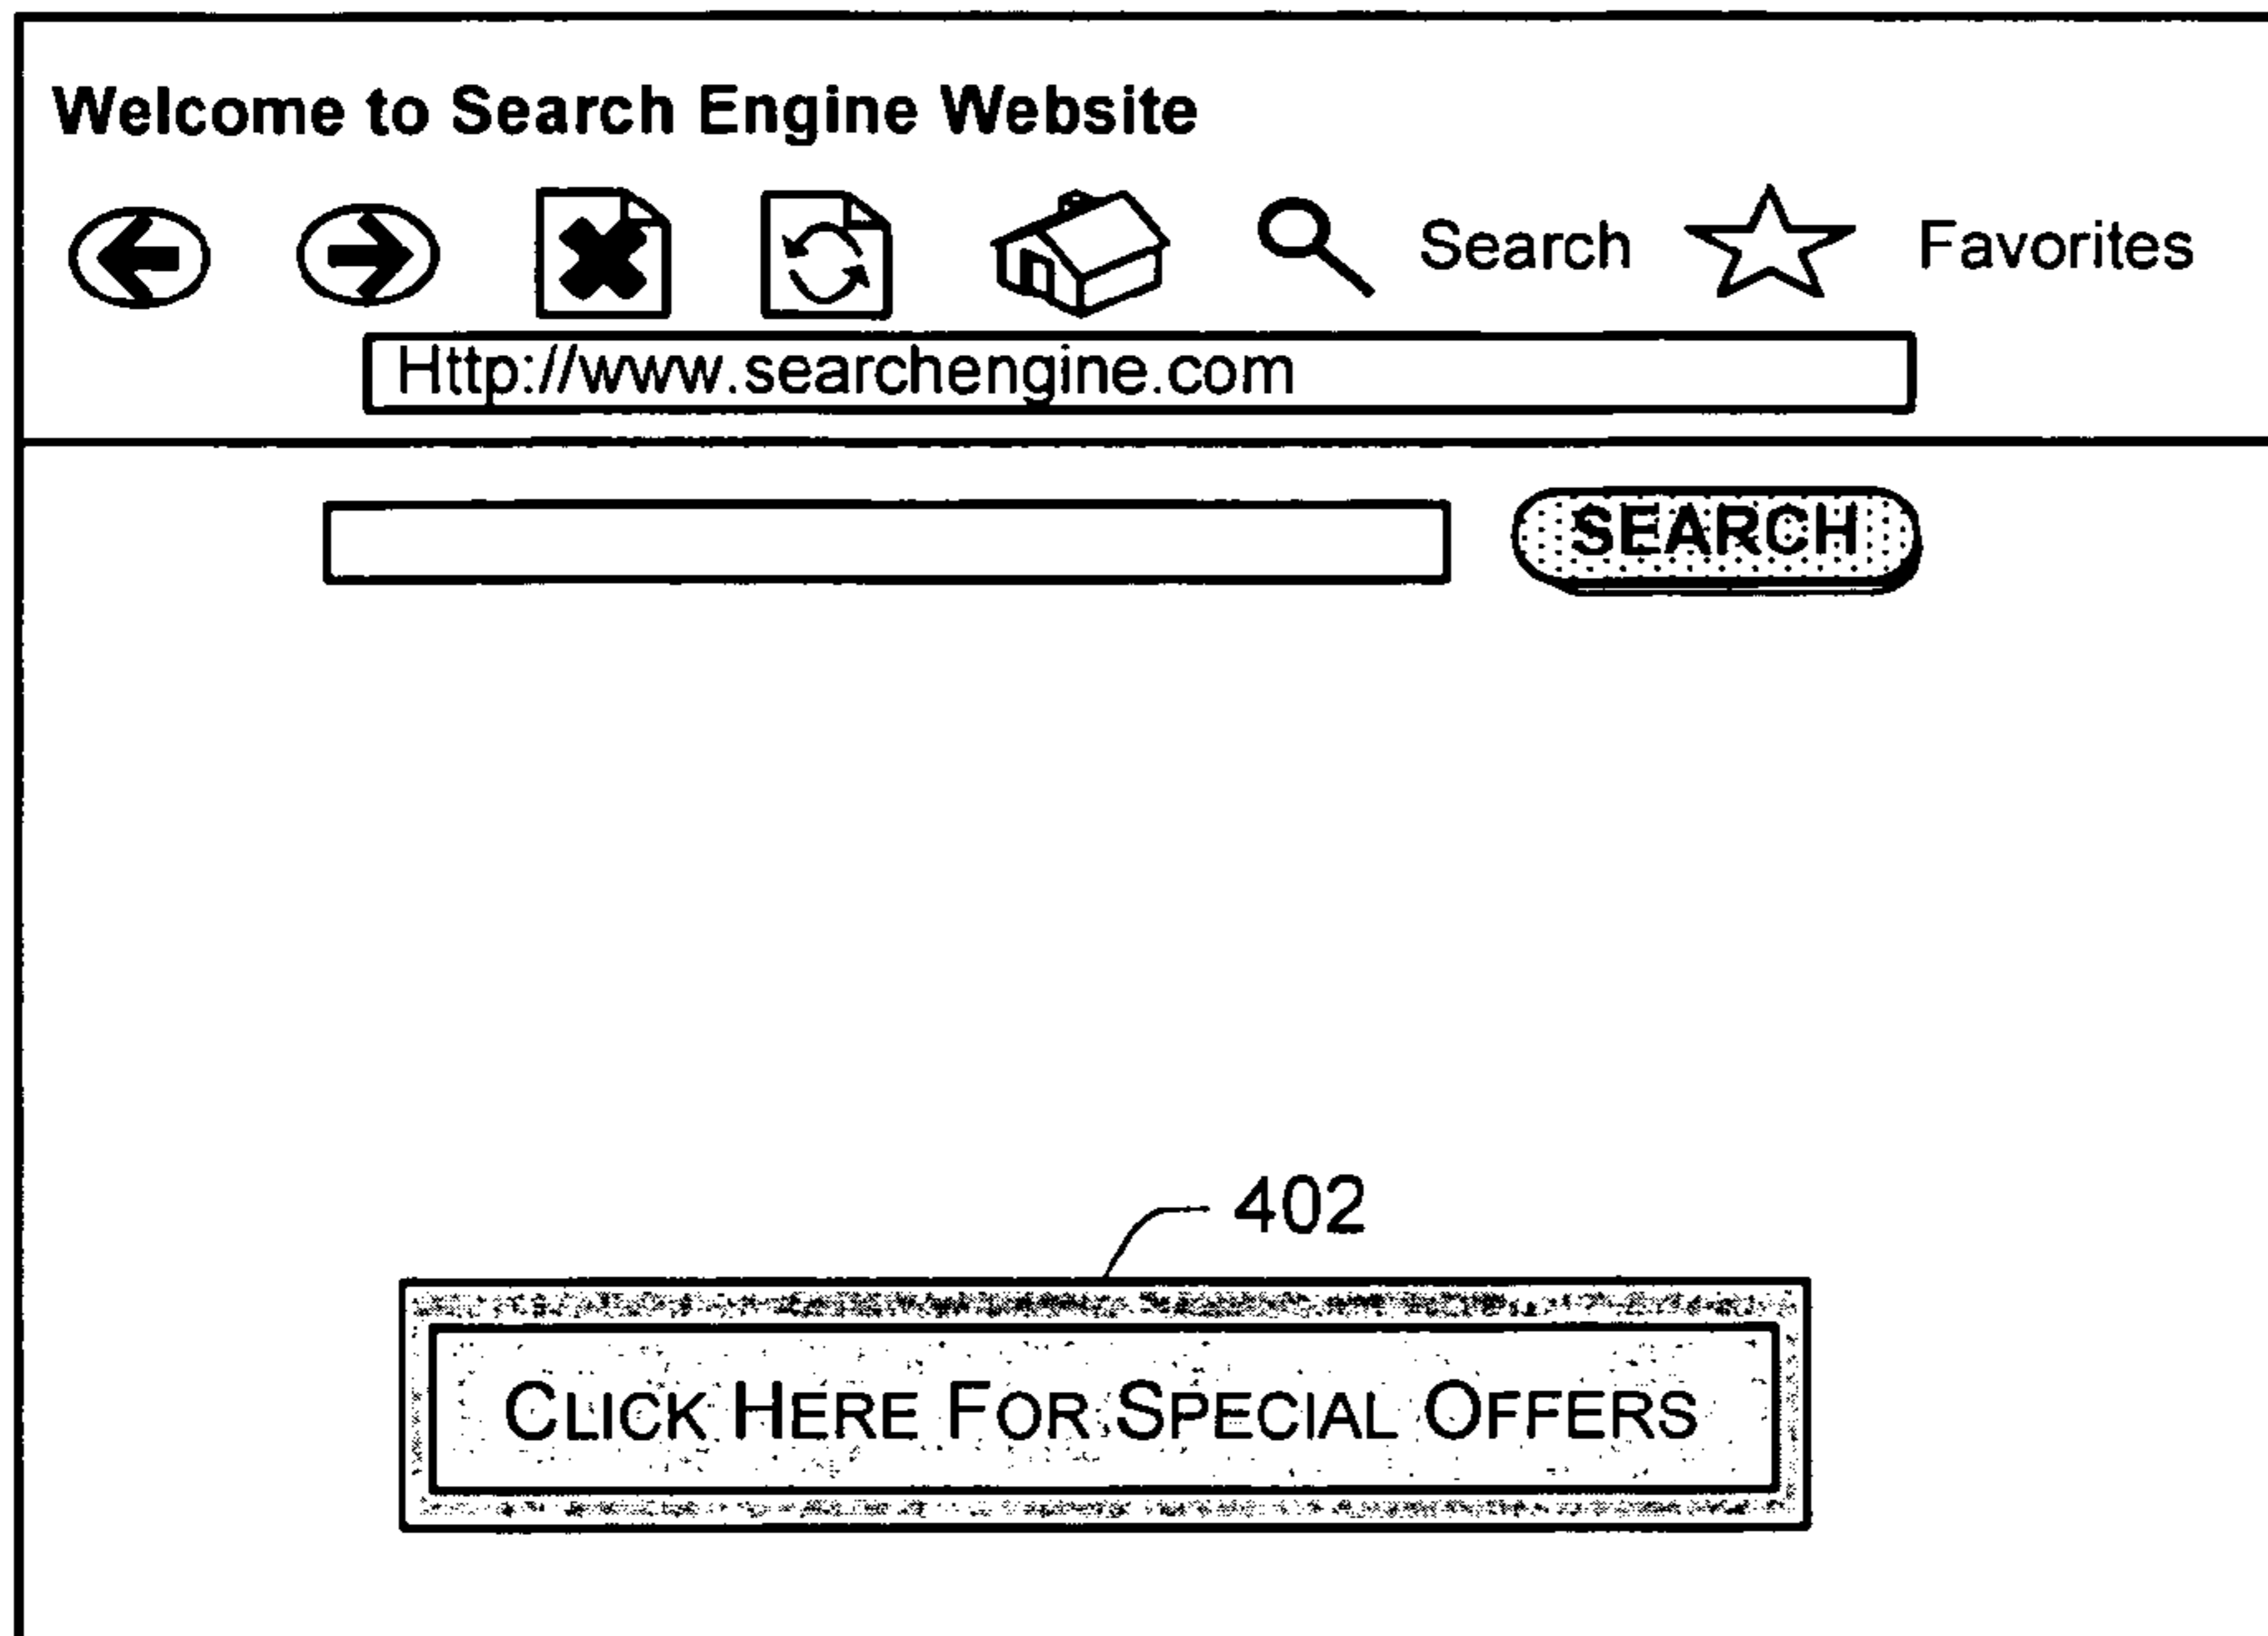 Welcome to Search Engine Website
Search Favorites
Http://www.searchengine.com
SEARCH
402
CLICK HERE FOR SPECIAL OFFERS